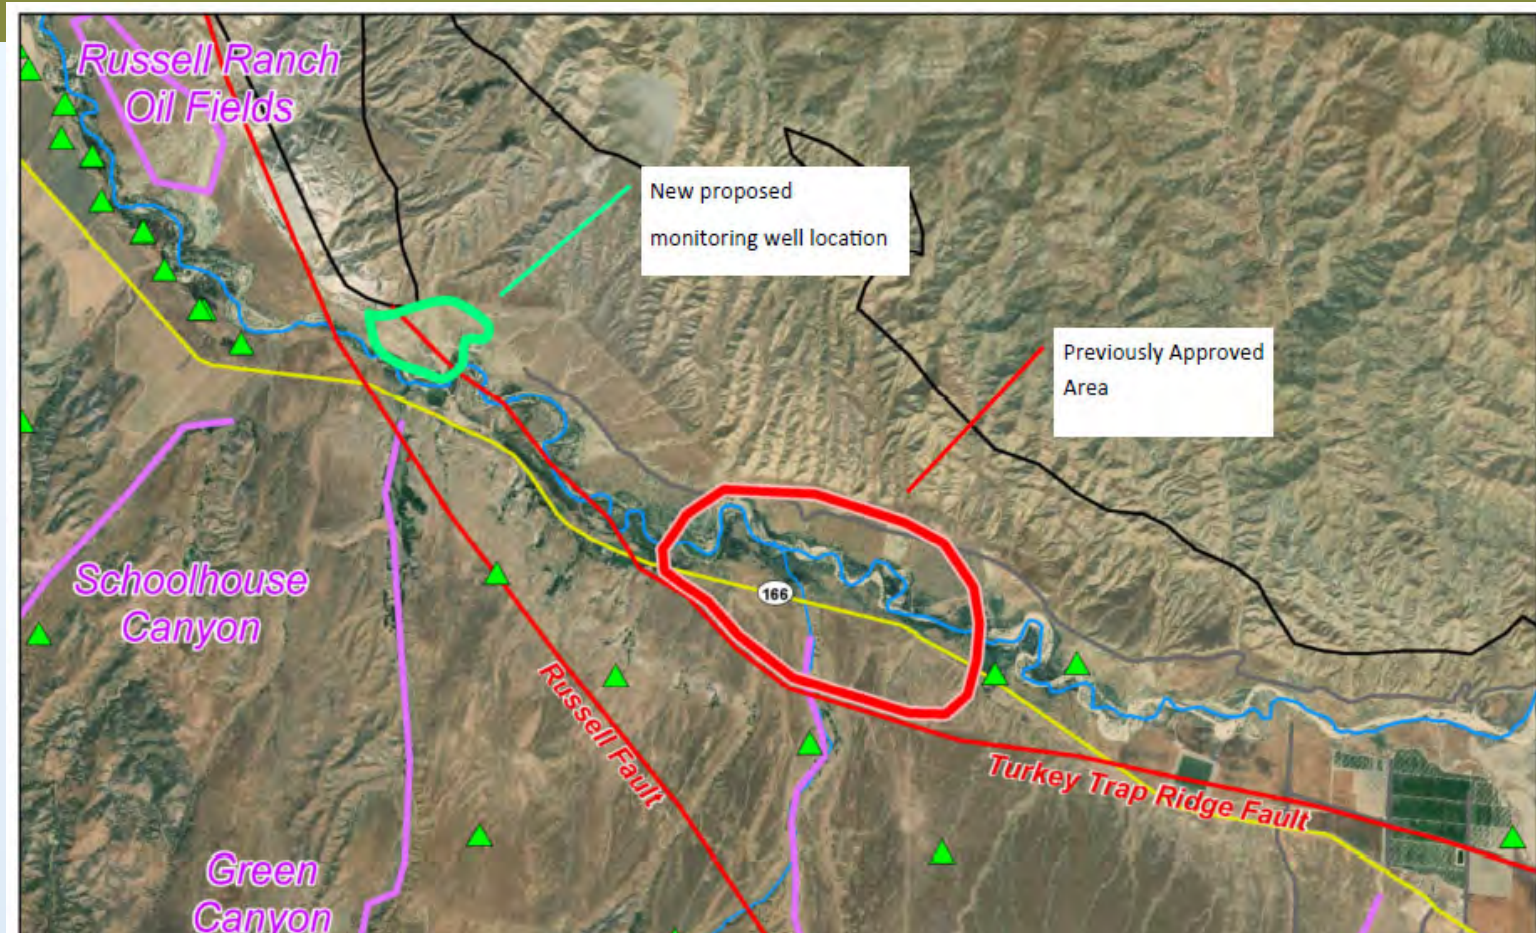 Russell Ranch
Oil Fields
New proposed
monitoring well location
Previously Approved
Area
Schoolhouse
Canyon
166
Russell Fault
Turkey Trap Ridge Fault
Green
Canyon